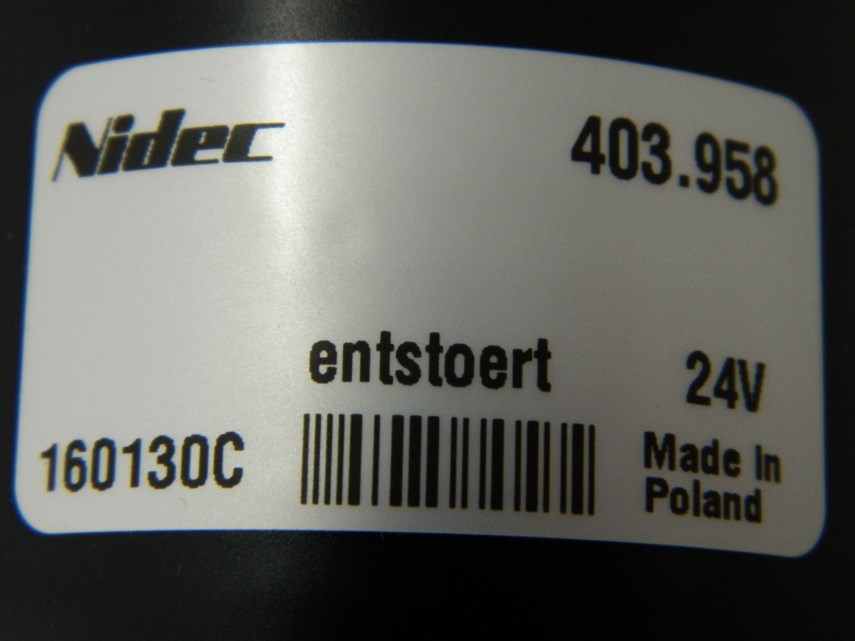 Nidec
403.958
entstoert
24V
160130C
Made in
Poland